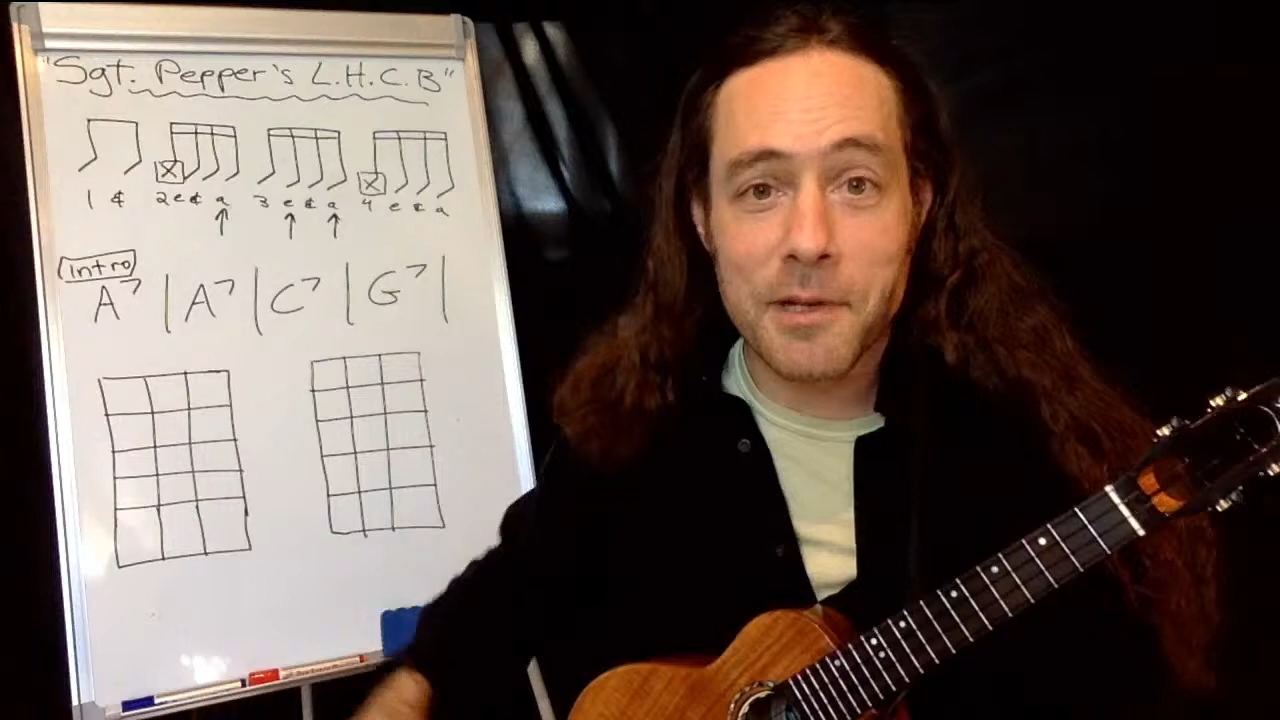 "Sgt. Pepper's L.H.C.B"
1 & 2 e & a 3 e & a 4 e & a
Intro
A7 | A7 | C7 | G7 |